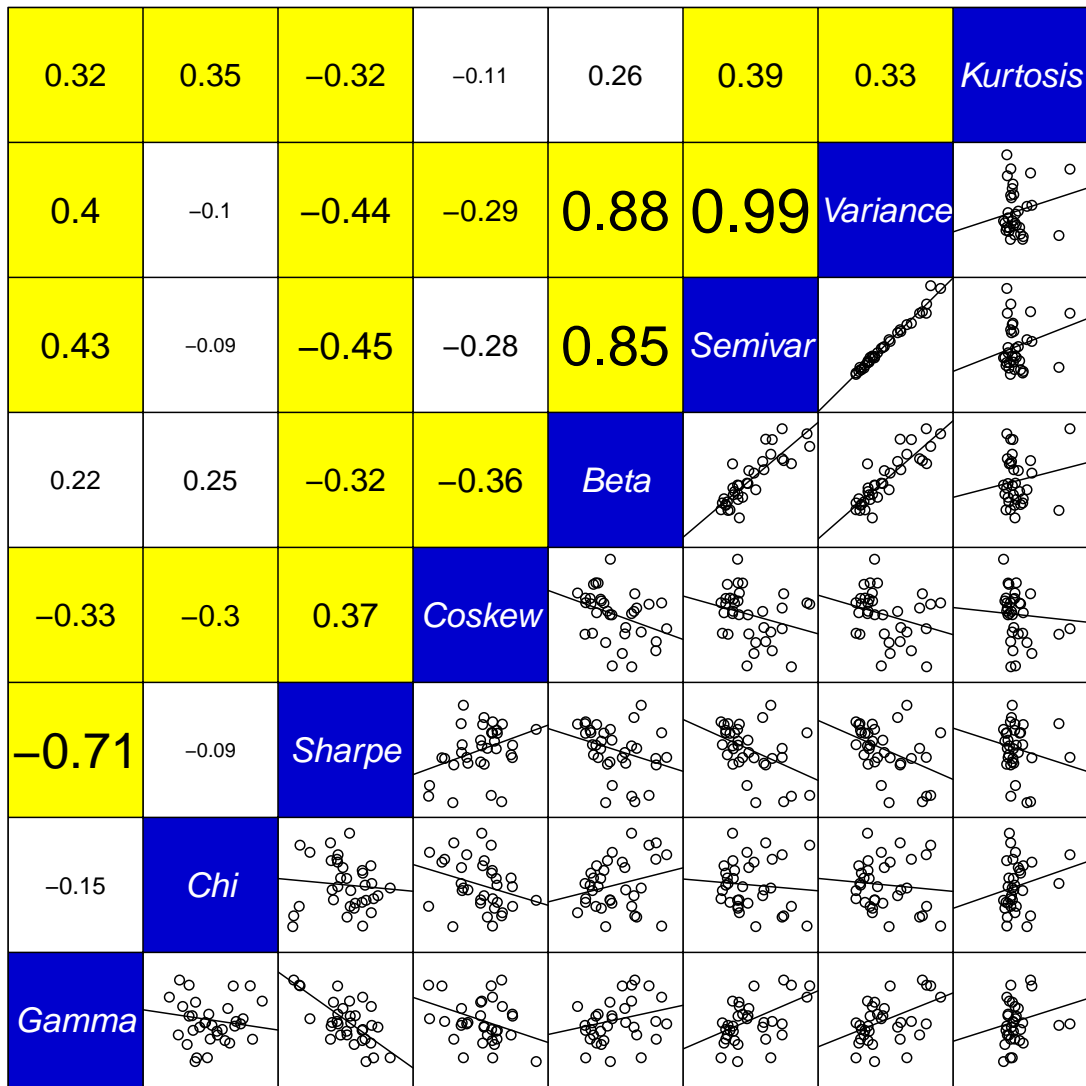 0.32 0.35 −0.32 −0.11 0.26 0.39 0.33 Kurtosis
0.4 −0.1 −0.44 −0.29 0.88 0.99 Variance
0.43 −0.09 −0.45 −0.28 0.85 Semivar
0.22 0.25 −0.32 −0.36 Beta
−0.33 −0.3 0.37 Coskew
−0.71 −0.09 Sharpe
−0.15 Chi
Gamma